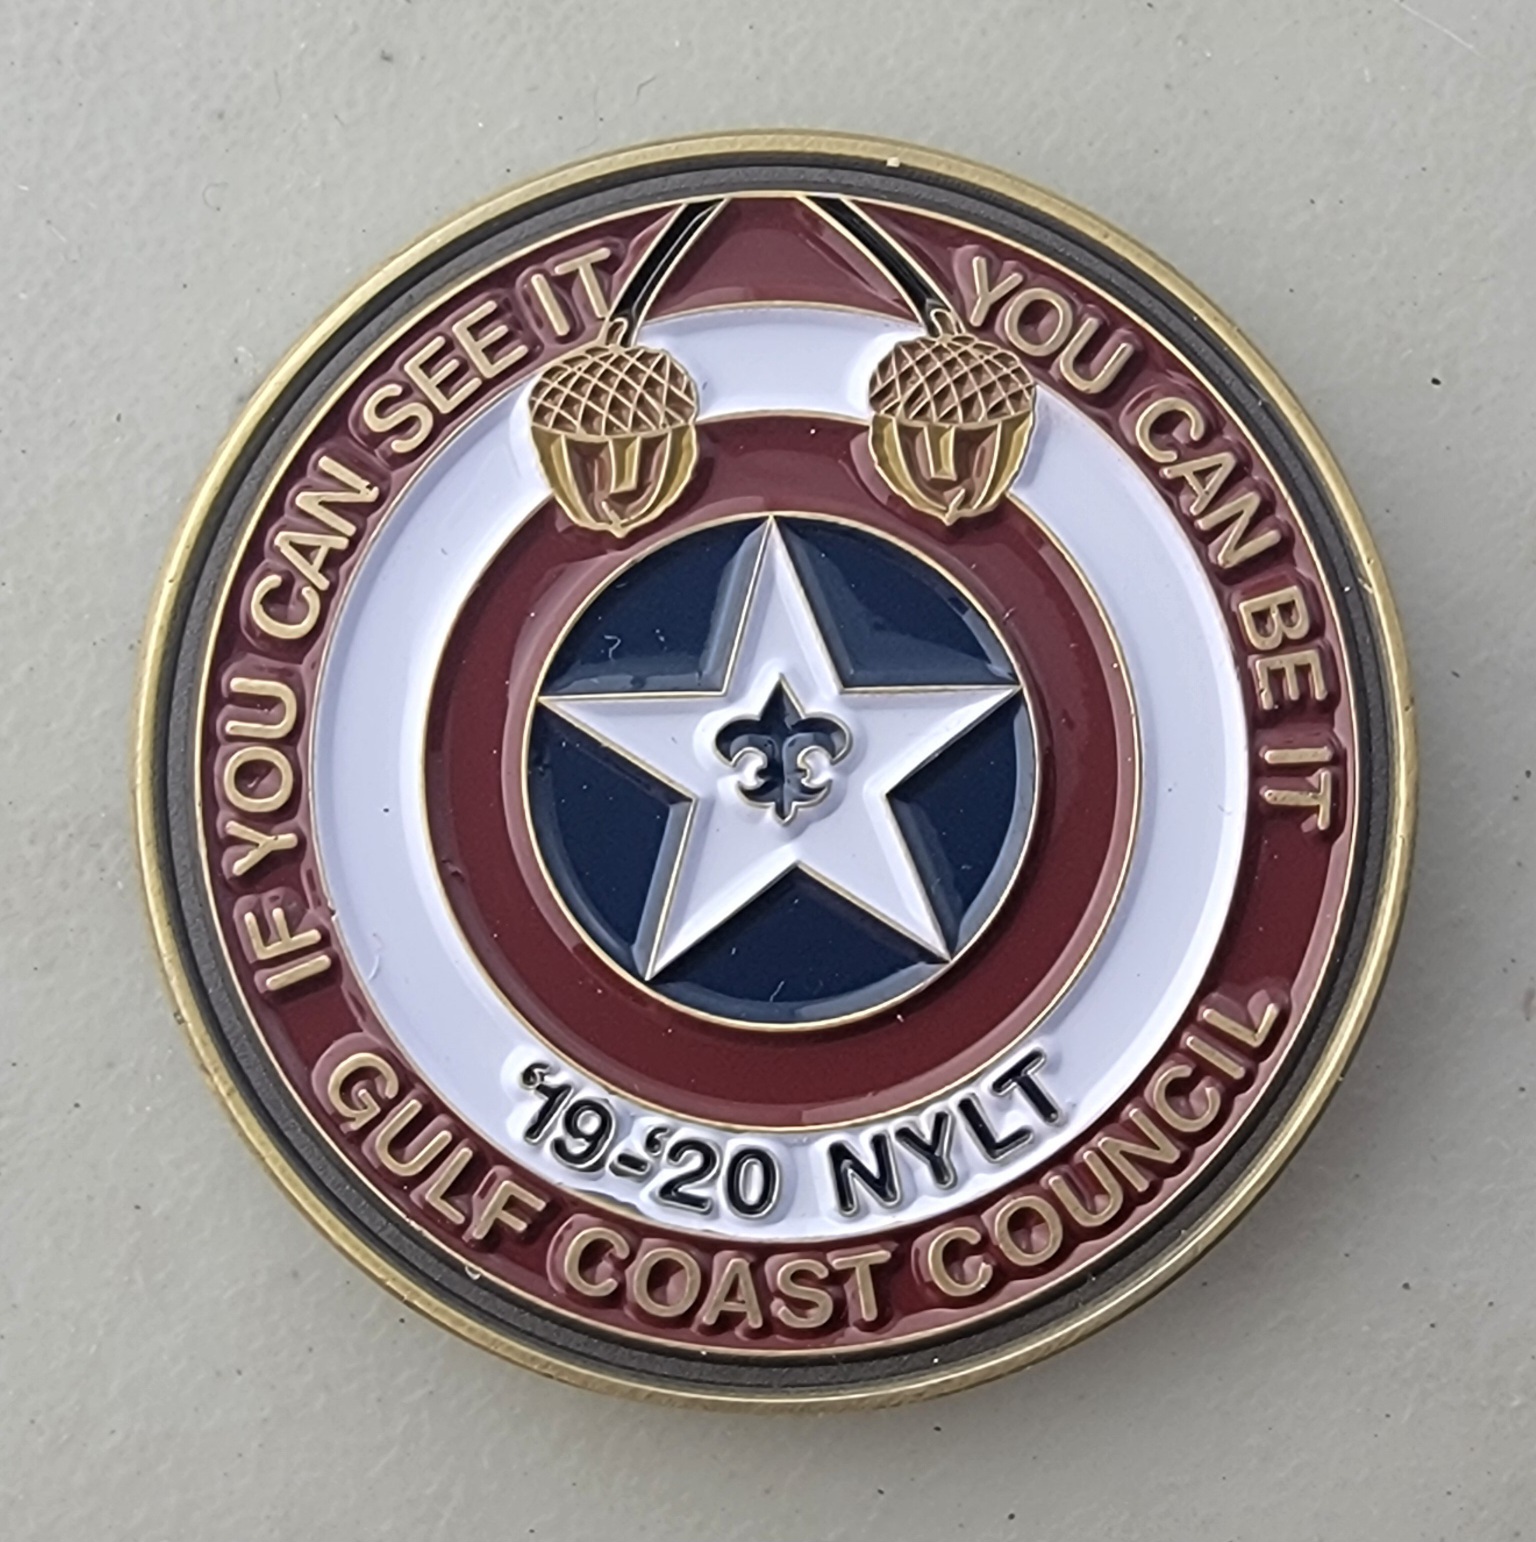 IF YOU CAN SEE IT YOU CAN BE IT
'19-'20 NYLT
GULF COAST COUNCIL